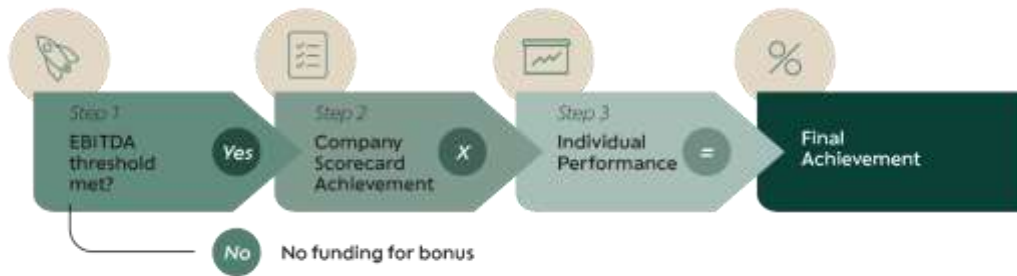 Step 1
EBITDA
threshold
met?
Yes
Step 2
Company
Scorecard
Achievement
X
Step 3
Individual
Performance
=
%
Final
Achievement
No
No funding for bonus